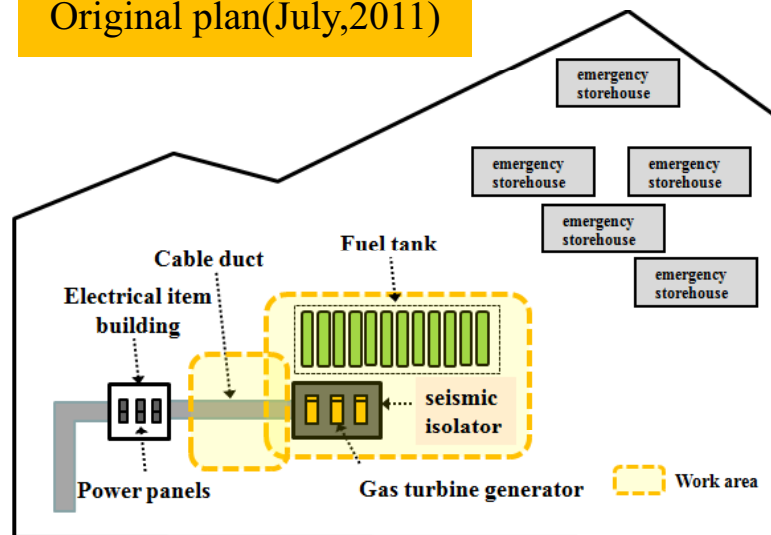 Original plan(July,2011)
emergency
storehouse
emergency
storehouse
emergency
storehouse
emergency
storehouse
emergency
storehouse
Fuel tank
Cable duct
Electrical item
building
seismic
isolator
Power panels
Gas turbine generator
Work area